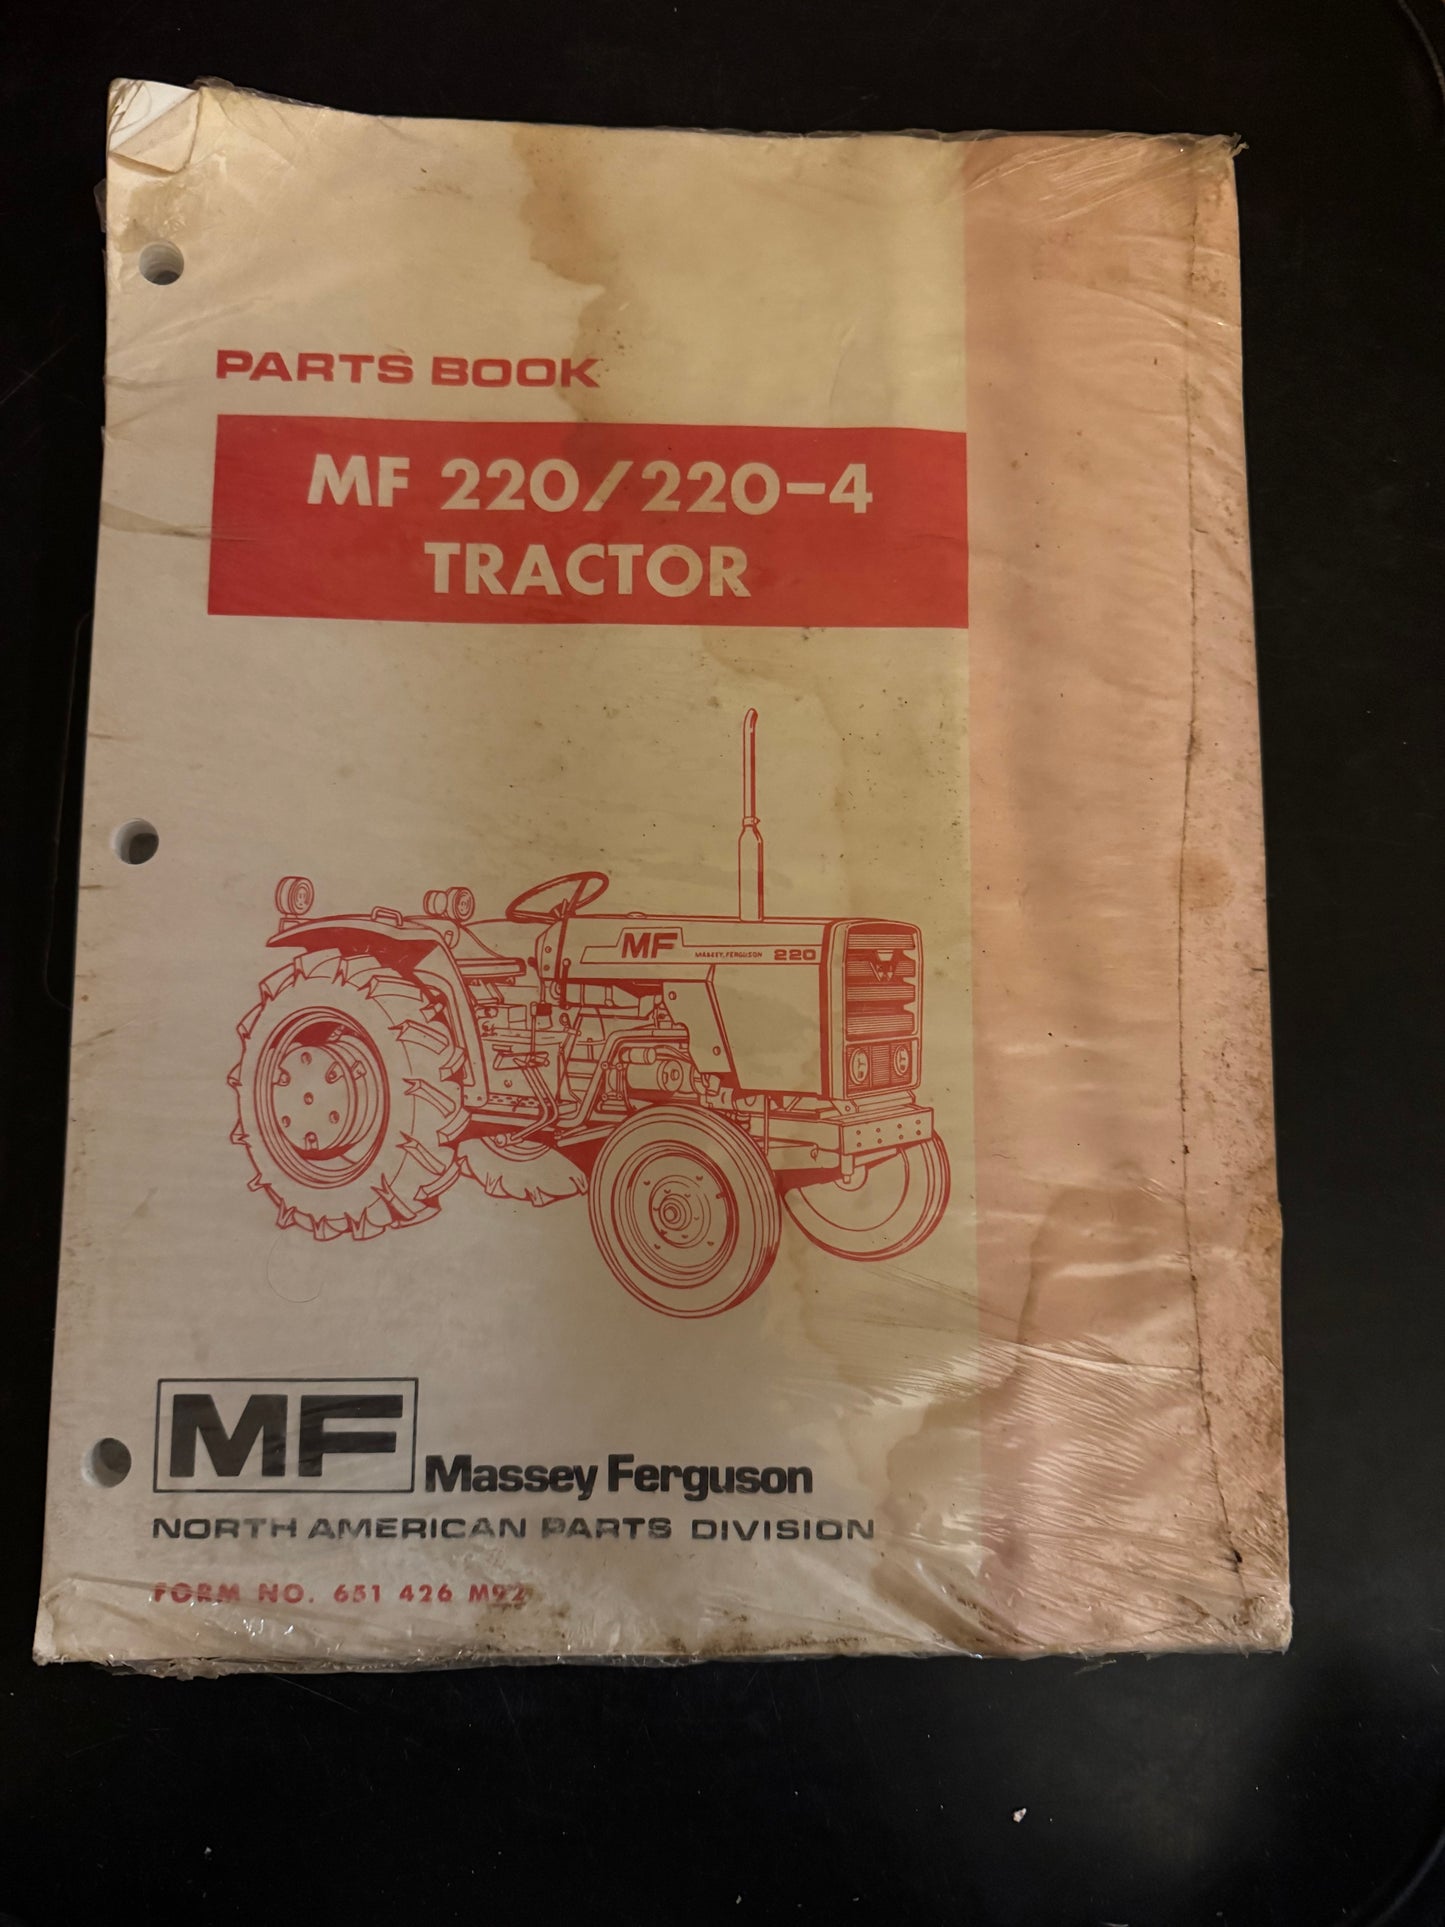 PARTS BOOK
MF 220/220-4
TRACTOR
MF MASSEY FERGUSON 220
MF Massey Ferguson
NORTH AMERICAN PARTS DIVISION
FORM NO. 651 426 M92